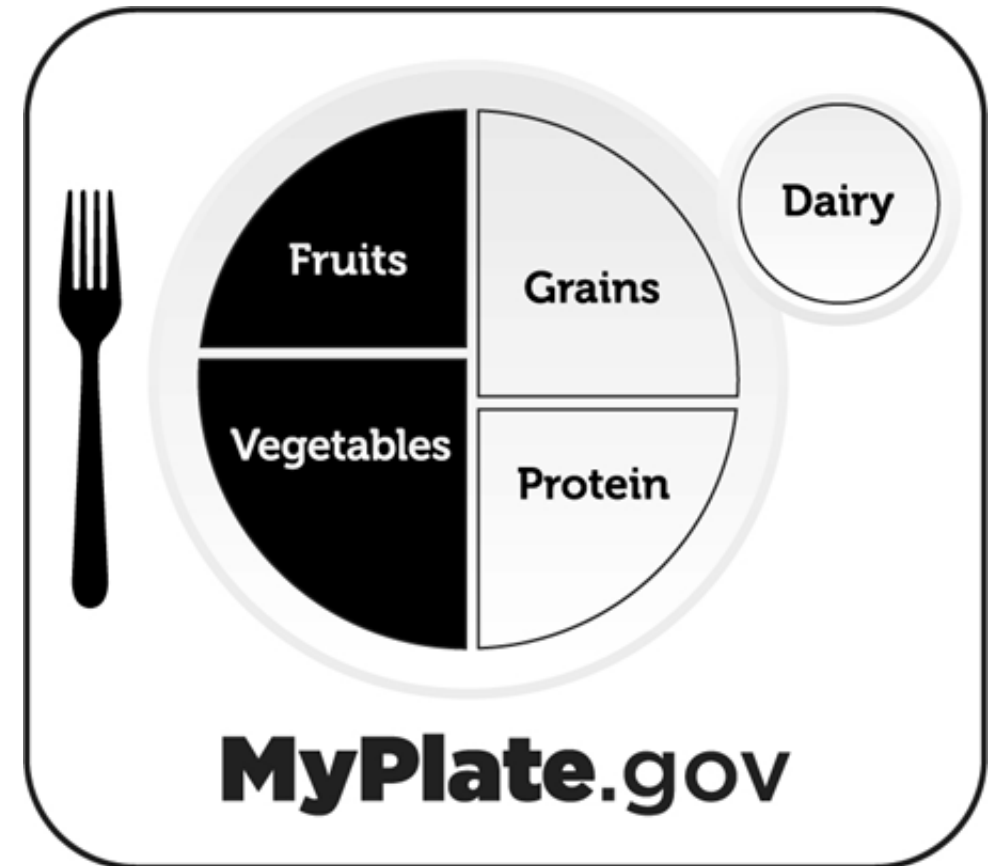 Fruits
Grains
Dairy
Vegetables
Protein
MyPlate.gov